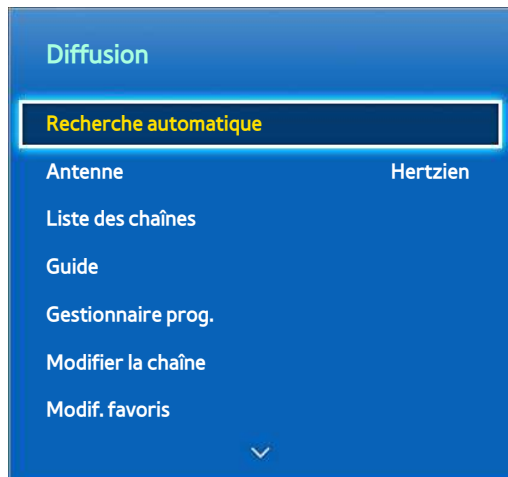 Diffusion
Recherche automatique
Antenne Hertzien
Liste des chaînes
Guide
Gestionnaire prog.
Modifier la chaîne
Modif. favoris